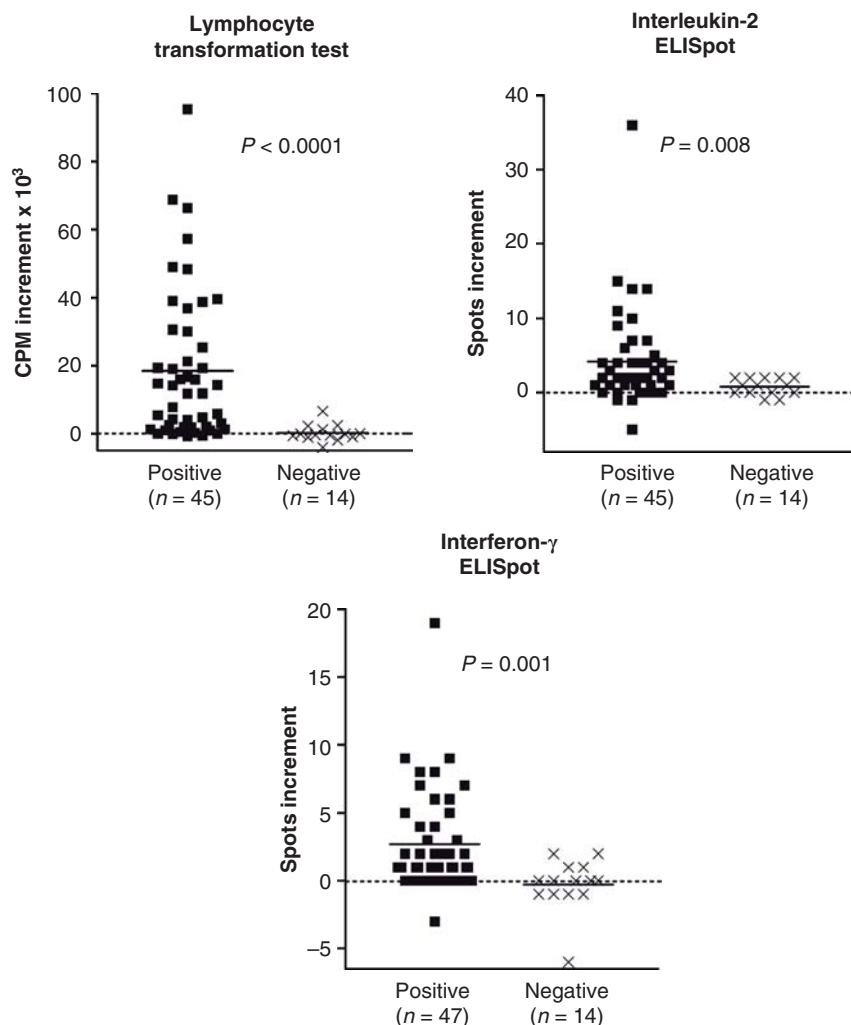 Lymphocyte
transformation test
CPM increment x 10³
100
80
60
40
20
0
P < 0.0001
Positive
(n = 45)
Negative
(n = 14)
Interleukin-2
ELISpot
Spots increment
40
30
20
10
0
P = 0.008
Positive
(n = 45)
Negative
(n = 14)
Interferon-γ
ELISpot
Spots increment
20
15
10
5
0
–5
P = 0.001
Positive
(n = 47)
Negative
(n = 14)